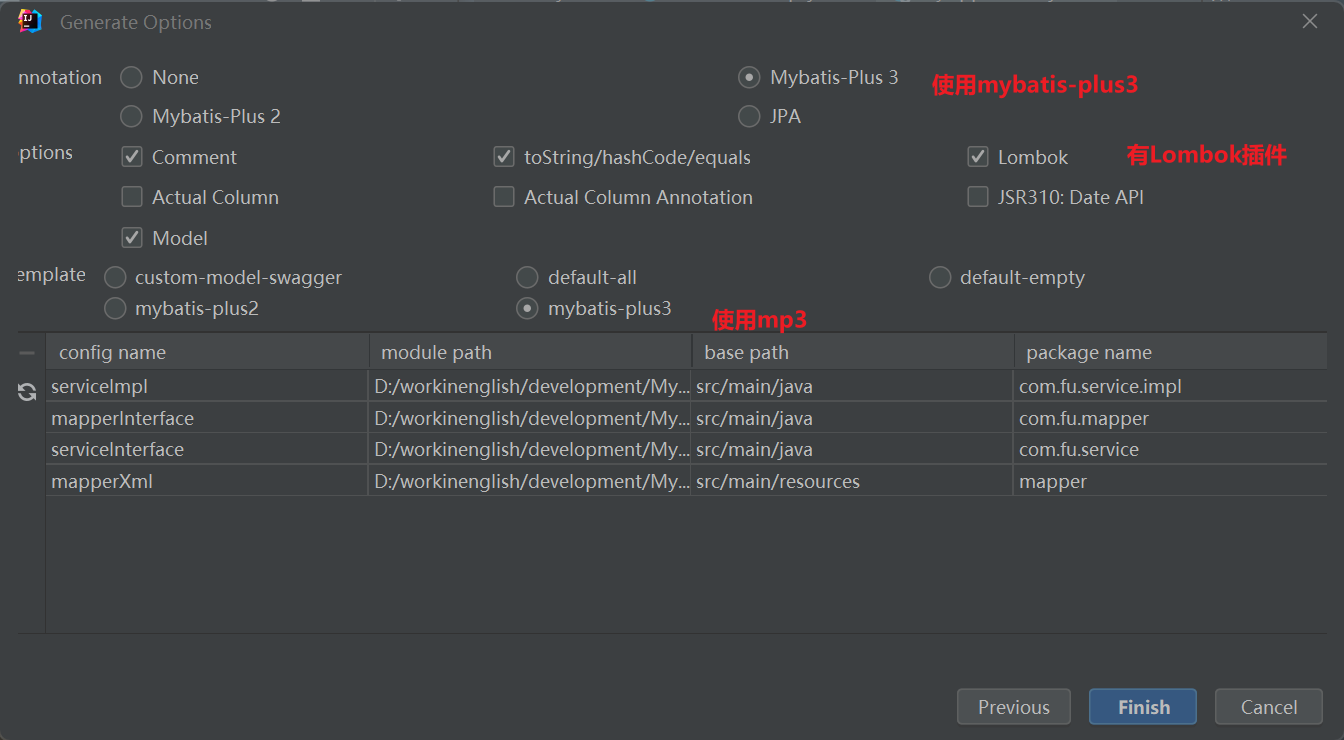 Generate Options
nnotation None Mybatis-Plus 3 使用mybatis-plus3
Mybatis-Plus 2 JPA
ptions Comment toString/hashCode/equals Lombok 有Lombok插件
Actual Column Actual Column Annotation JSR310: Date API
Model
emplate custom-model-swagger default-all default-empty
mybatis-plus2 mybatis-plus3 使用mp3
config name module path base path package name
serviceImpl D:/workinenglish/development/My... src/main/java com.fu.service.impl
mapperInterface D:/workinenglish/development/My... src/main/java com.fu.mapper
serviceInterface D:/workinenglish/development/My... src/main/java com.fu.service
mapperXml D:/workinenglish/development/My... src/main/resources mapper
Previous Finish Cancel